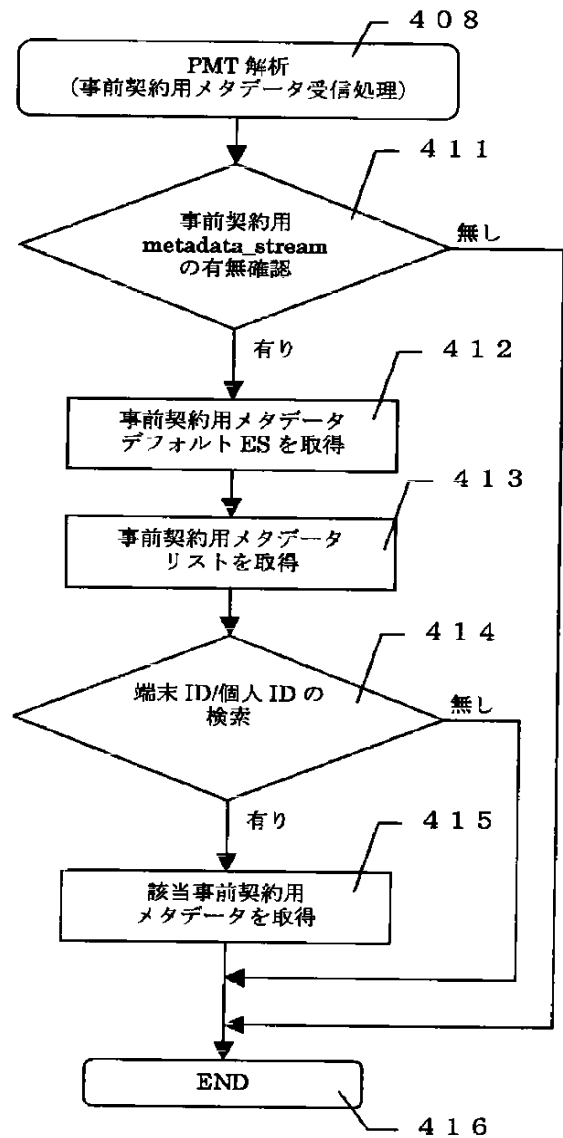 ４０８
PMT 解析
（事前契約用メタデータ受信処理）
４１１
事前契約用
metadata_stream
の有無確認
無し
有り
４１２
事前契約用メタデータ
デフォルト ES を取得
４１３
事前契約用メタデータ
リストを取得
４１４
端末 ID/個人 ID の
検索
無し
有り
４１５
該当事前契約用
メタデータを取得
END
４１６